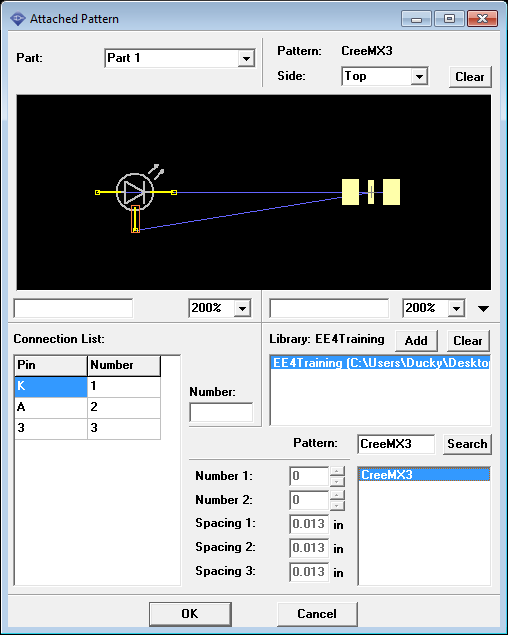 Attached Pattern
Part: Part 1
Pattern: CreeMX3
Side: Top Clear
200% 200%
Connection List:
Library: EE4Training Add Clear
Pin Number
K 1
A 2
3 3
EE4Training (C:\Users\Ducky\Deskto
Number:
Pattern: CreeMX3 Search
Number 1: 0
Number 2: 0
Spacing 1: 0.013 in
Spacing 2: 0.013 in
Spacing 3: 0.013 in
CreeMX3
OK Cancel